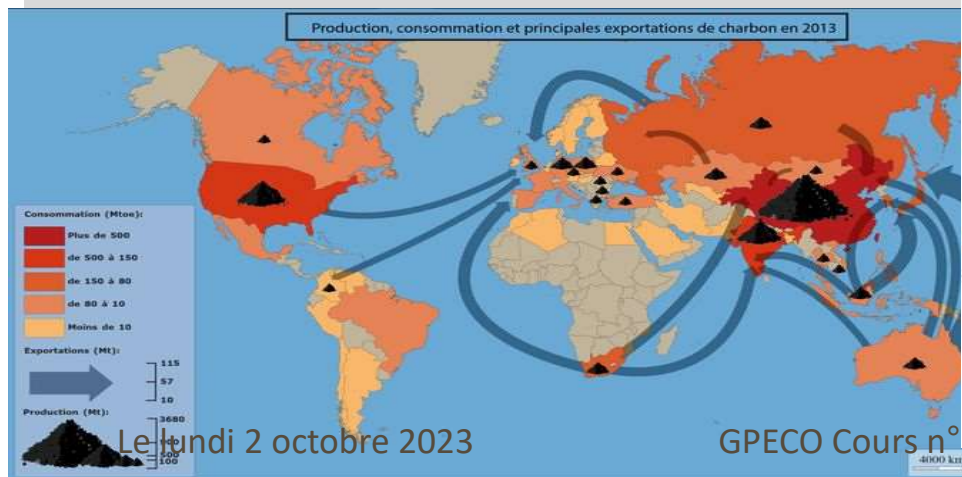 Production, consommation et principales exportations de charbon en 2013
Consommation (Mtoe):
Plus de 500
de 500 à 150
de 150 à 80
de 80 à 10
Moins de 10
Exportations (Mt):
115
57
10
Production (Mt):
3680
500
100
Le lundi 2 octobre 2023
GPECO Cours n°
4000 km